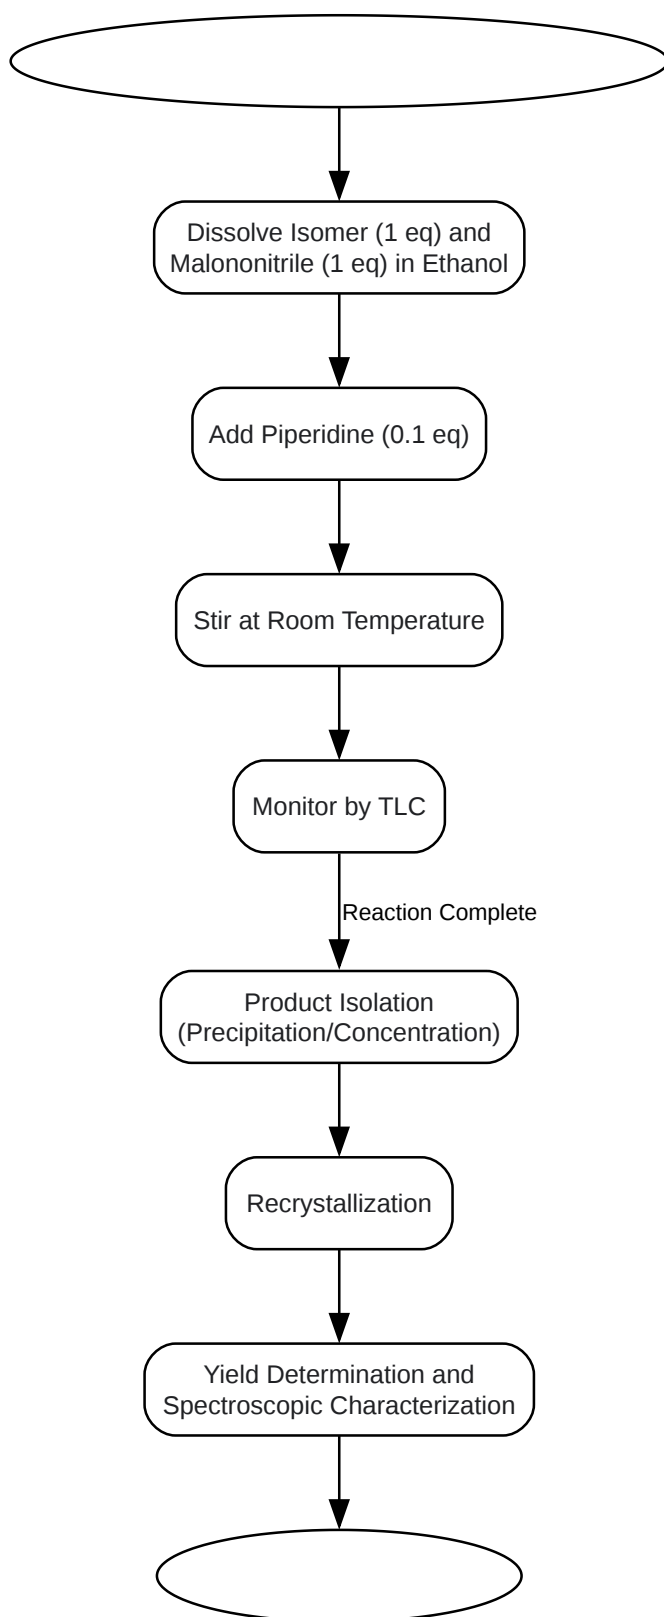 Dissolve Isomer (1 eq) and
Malononitrile (1 eq) in Ethanol
Add Piperidine (0.1 eq)
Stir at Room Temperature
Monitor by TLC
Reaction Complete
Product Isolation
(Precipitation/Concentration)
Recrystallization
Yield Determination and
Spectroscopic Characterization